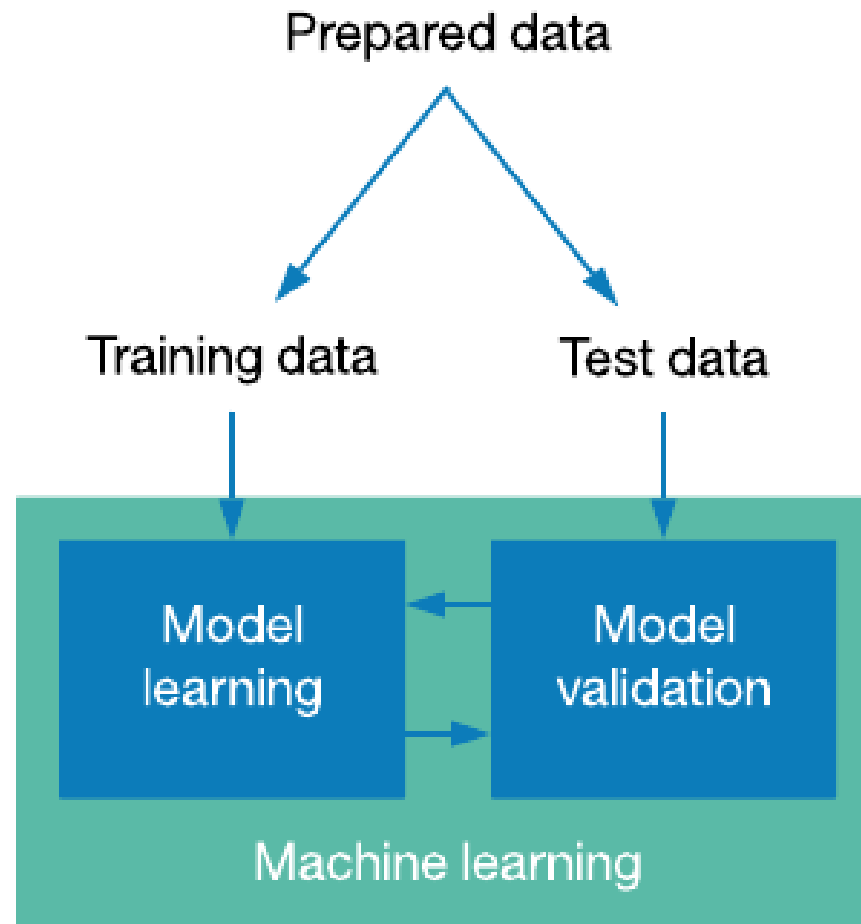 Prepared data
Training data
Test data
Model
learning
Model
validation
Machine learning